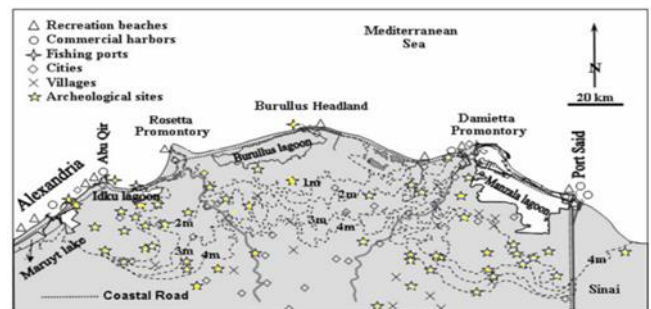 Recreation beaches
Commercial harbors
Fishing ports
Cities
Villages
Archeological sites
Mediterranean
Sea
N
20 km
Burullus Headland
Rosetta
Promontory
Damietta
Promontory
Abu Qir
Alexandria
Port Said
Burullus lagoon
Idku lagoon
Manzala lagoon
Maruyt lake
1m
2m
3m
4m
2m
3m
4m
4m
4m
Sinai
Coastal Road